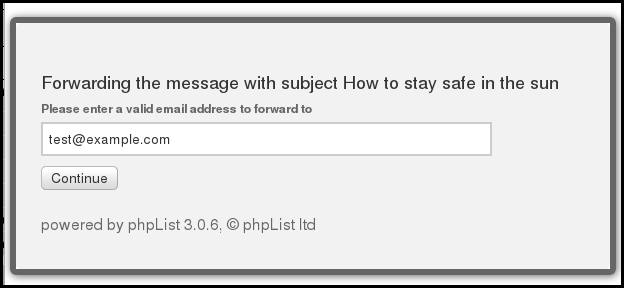 Forwarding the message with subject How to stay safe in the sun
Please enter a valid email address to forward to
test@example.com
Continue
powered by phpList 3.0.6, © phpList ltd